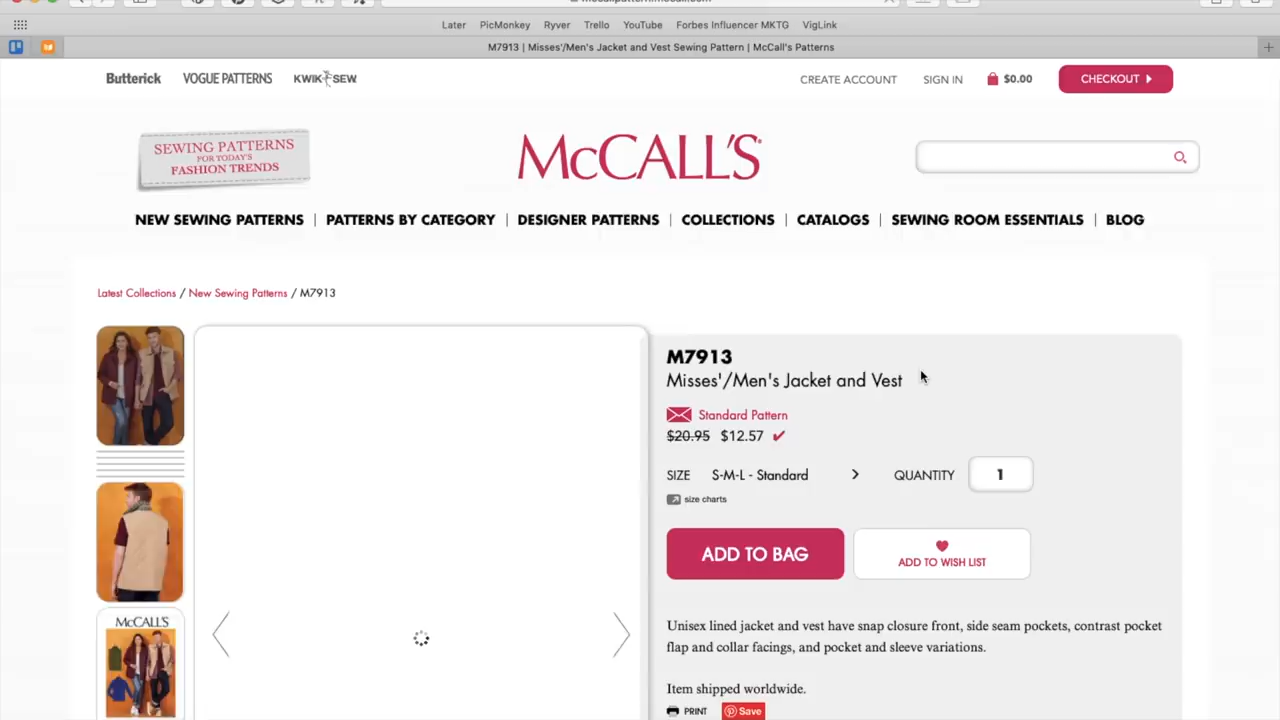 Later PicMonkey Ryver Trello YouTube Forbes Influencer MKTG VigLink
M7913 | Misses'/Men's Jacket and Vest Sewing Pattern | McCall's Patterns
Butterick VOGUE PATTERNS KWIK SEW CREATE ACCOUNT SIGN IN $0.00 CHECKOUT
SEWING PATTERNS
FOR TODAY'S
FASHION TRENDS
McCALL'S
NEW SEWING PATTERNS | PATTERNS BY CATEGORY | DESIGNER PATTERNS | COLLECTIONS | CATALOGS | SEWING ROOM ESSENTIALS | BLOG
Latest Collections / New Sewing Patterns / M7913
M7913
Misses'/Men's Jacket and Vest
Standard Pattern
$20.95 $12.57
SIZE S-M-L - Standard QUANTITY 1
size charts
ADD TO BAG
ADD TO WISH LIST
McCALL'S
Unisex lined jacket and vest have snap closure front, side seam pockets, contrast pocket
flap and collar facings, and pocket and sleeve variations.
Item shipped worldwide.
PRINT Save